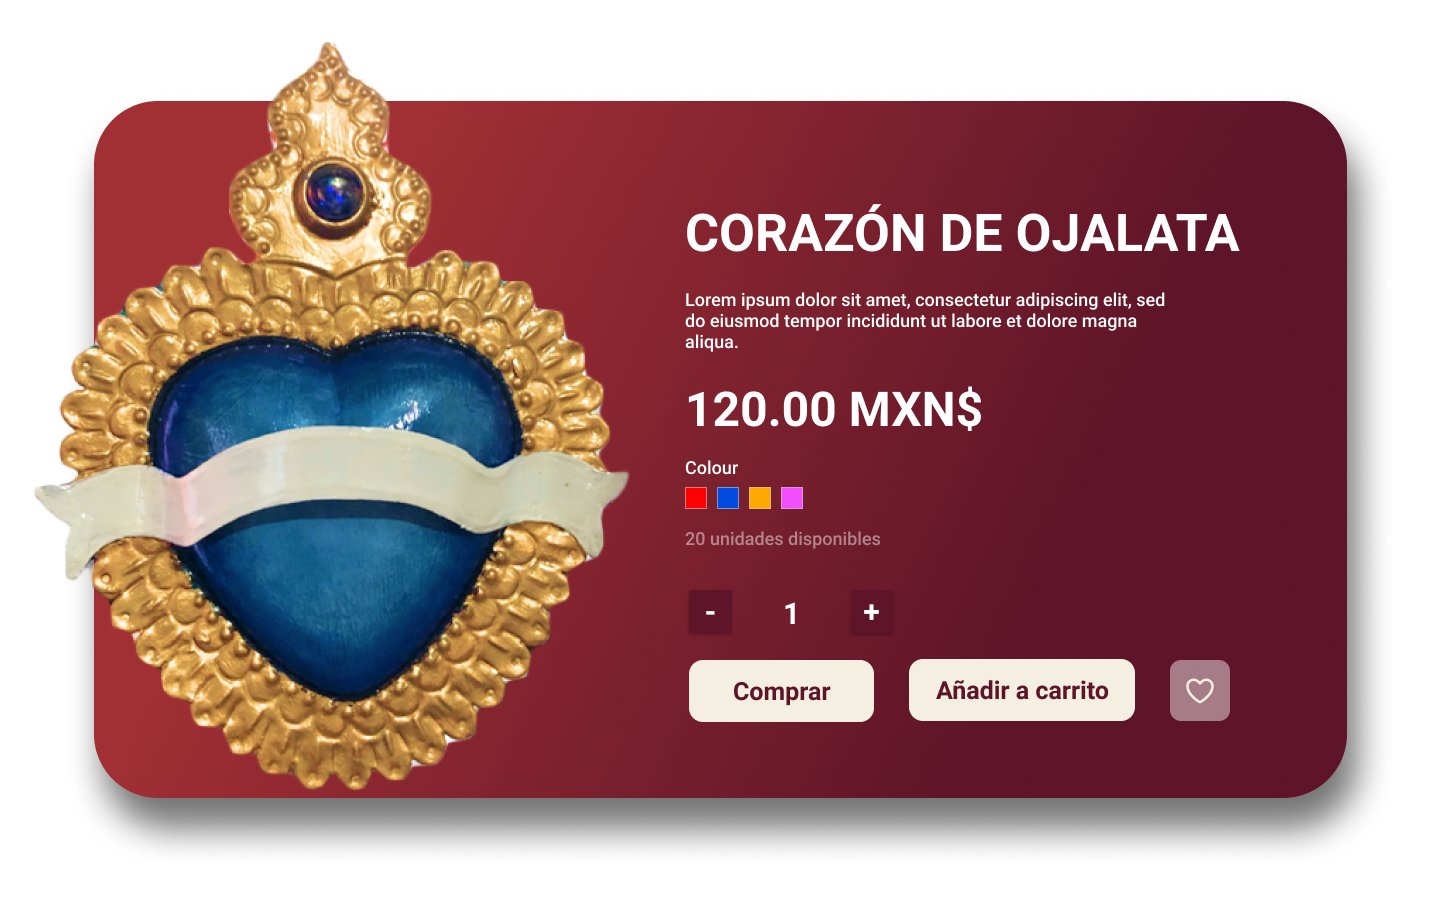 CORAZÓN DE OJALATA
Lorem ipsum dolor sit amet, consectetur adipiscing elit, sed
do eiusmod tempor incididunt ut labore et dolore magna
aliqua.
120.00 MXN$
Colour
20 unidades disponibles
- 1 +
Comprar Añadir a carrito